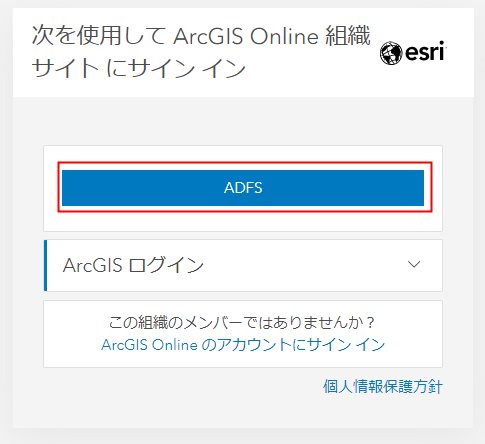 次を使用して ArcGIS Online 組織
サイト にサイン イン
esri
ADFS
ArcGIS ログイン
この組織のメンバーではありませんか？
ArcGIS Online のアカウントにサイン イン
個人情報保護方針